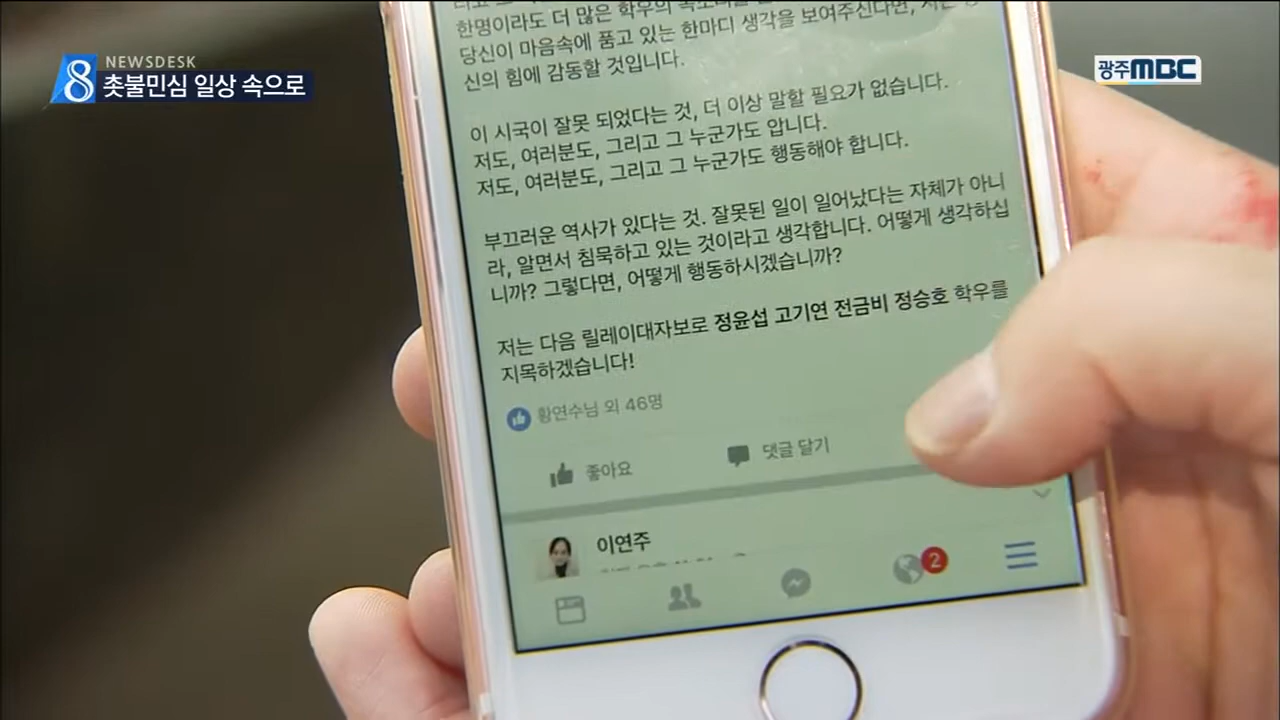 NEWSDESK
8 촛불민심 일상 속으로
광주MBC
한명이라도 더 많은 학우의
당신이 마음속에 품고 있는 한마디 생각을 보여주신다면,
신의 힘에 감동할 것입니다.
이 시국이 잘못 되었다는 것, 더 이상 말할 필요가 없습니다.
저도, 여러분도, 그리고 그 누군가도 압니다.
저도, 여러분도, 그리고 그 누군가도 행동해야 합니다.
부끄러운 역사가 있다는 것. 잘못된 일이 일어났다는 자체가 아니
라, 알면서 침묵하고 있는 것이라고 생각합니다. 어떻게 생각하십
니까? 그렇다면, 어떻게 행동하시겠습니까?
저는 다음 릴레이대자보로 정윤섭 고기연 전금비 정승호 학우를
지목하겠습니다!
황연수님 외 46명
좋아요
댓글 달기
이연주
2